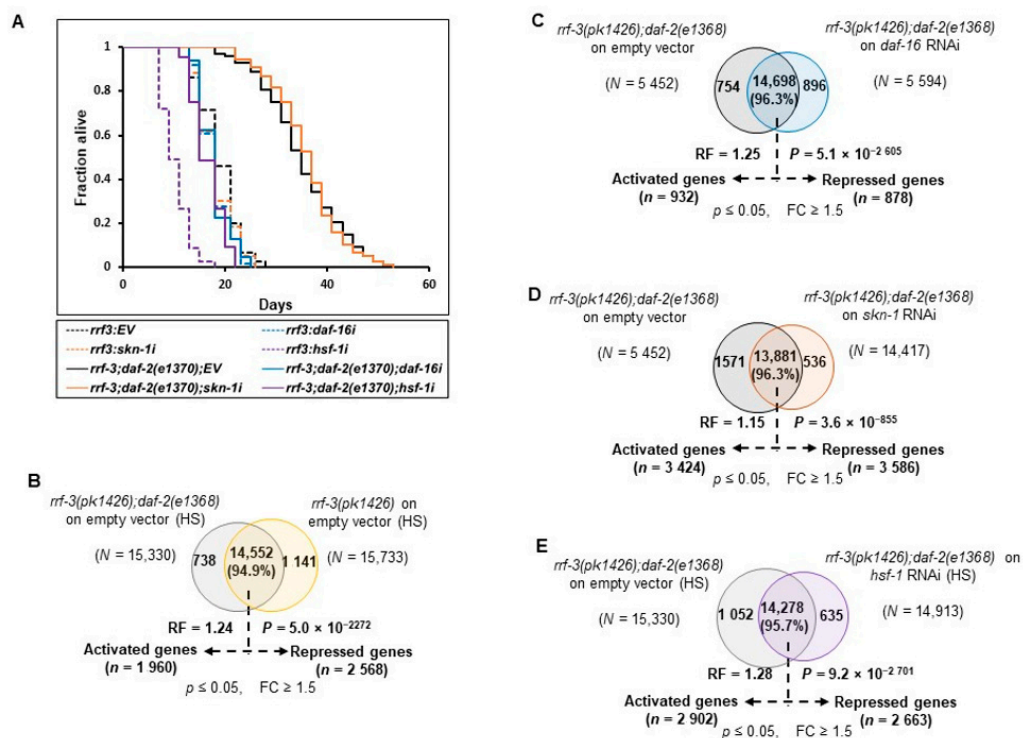 A
Fraction alive
1
0.8
0.6
0.4
0.2
0
0
20
40
60
Days
rrf3:EV
rrf3:daf-16i
rrf3:skn-1i
rrf3:hsf-1i
rrf-3;daf-2(e1370);EV
rrf-3;daf-2(e1370);daf-16i
rrf-3;daf-2(e1370);skn-1i
rrf-3;daf-2(e1370);hsf-1i
B
rrf-3(pk1426);daf-2(e1368)
on empty vector (HS)
rrf-3(pk1426) on
empty vector (HS)
(N = 15,330)
738
14,552
(94.9%)
1 141
(N = 15,733)
RF = 1.24
P = 5.0 × 10⁻²²⁷²
Activated genes
(n = 1 960)
Repressed genes
(n = 2 568)
p ≤ 0.05, FC ≥ 1.5
C
rrf-3(pk1426);daf-2(e1368)
on empty vector
rrf-3(pk1426);daf-2(e1368)
on daf-16 RNAi
(N = 5 452)
754
14,698
(96.3%)
896
(N = 5 594)
RF = 1.25
P = 5.1 × 10⁻² ⁶⁰⁵
Activated genes
(n = 932)
Repressed genes
(n = 878)
p ≤ 0.05, FC ≥ 1.5
D
rrf-3(pk1426);daf-2(e1368)
on empty vector
rrf-3(pk1426);daf-2(e1368)
on skn-1 RNAi
(N = 5 452)
1571
13,881
(96.3%)
536
(N = 14,417)
RF = 1.15
P = 3.6 × 10⁻⁸⁵⁵
Activated genes
(n = 3 424)
Repressed genes
(n = 3 586)
p ≤ 0.05, FC ≥ 1.5
E
rrf-3(pk1426);daf-2(e1368)
on empty vector (HS)
rrf-3(pk1426);daf-2(e1368) on
hsf-1 RNAi (HS)
(N = 15,330)
1 052
14,278
(95.7%)
635
(N = 14,913)
RF = 1.28
P = 9.2 × 10⁻² ⁷⁰¹
Activated genes
(n = 2 902)
Repressed genes
(n = 2 663)
p ≤ 0.05, FC ≥ 1.5